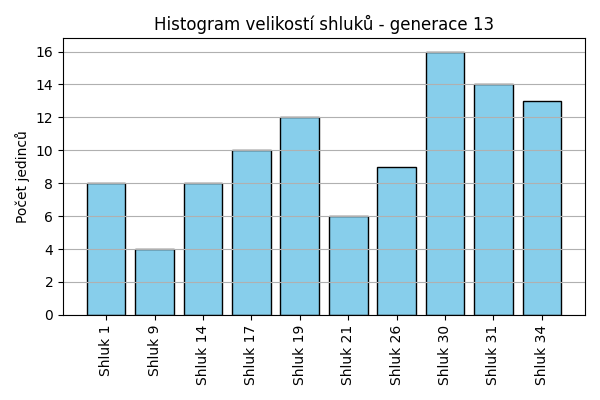 Histogram velikostí shluků - generace 13
Počet jedinců
16
14
12
10
8
6
4
2
0
Shluk 1
Shluk 9
Shluk 14
Shluk 17
Shluk 19
Shluk 21
Shluk 26
Shluk 30
Shluk 31
Shluk 34